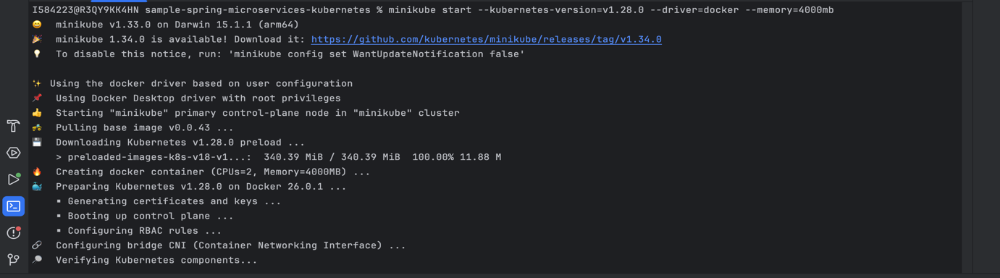 I584223@R3QY9KK4HN sample-spring-microservices-kubernetes % minikube start --kubernetes-version=v1.28.0 --driver=docker --memory=4000mb
😄 minikube v1.33.0 on Darwin 15.1.1 (arm64)
🎉 minikube 1.34.0 is available! Download it: https://github.com/kubernetes/minikube/releases/tag/v1.34.0
💡 To disable this notice, run: 'minikube config set WantUpdateNotification false'
✨ Using the docker driver based on user configuration
📌 Using Docker Desktop driver with root privileges
👍 Starting "minikube" primary control-plane node in "minikube" cluster
🚜 Pulling base image v0.0.43 ...
💾 Downloading Kubernetes v1.28.0 preload ...
> preloaded-images-k8s-v18-v1...: 340.39 MiB / 340.39 MiB 100.00% 11.88 M
🔥 Creating docker container (CPUs=2, Memory=4000MB) ...
🐳 Preparing Kubernetes v1.28.0 on Docker 26.0.1 ...
▪ Generating certificates and keys ...
▪ Booting up control plane ...
▪ Configuring RBAC rules ...
🔗 Configuring bridge CNI (Container Networking Interface) ...
🔎 Verifying Kubernetes components...